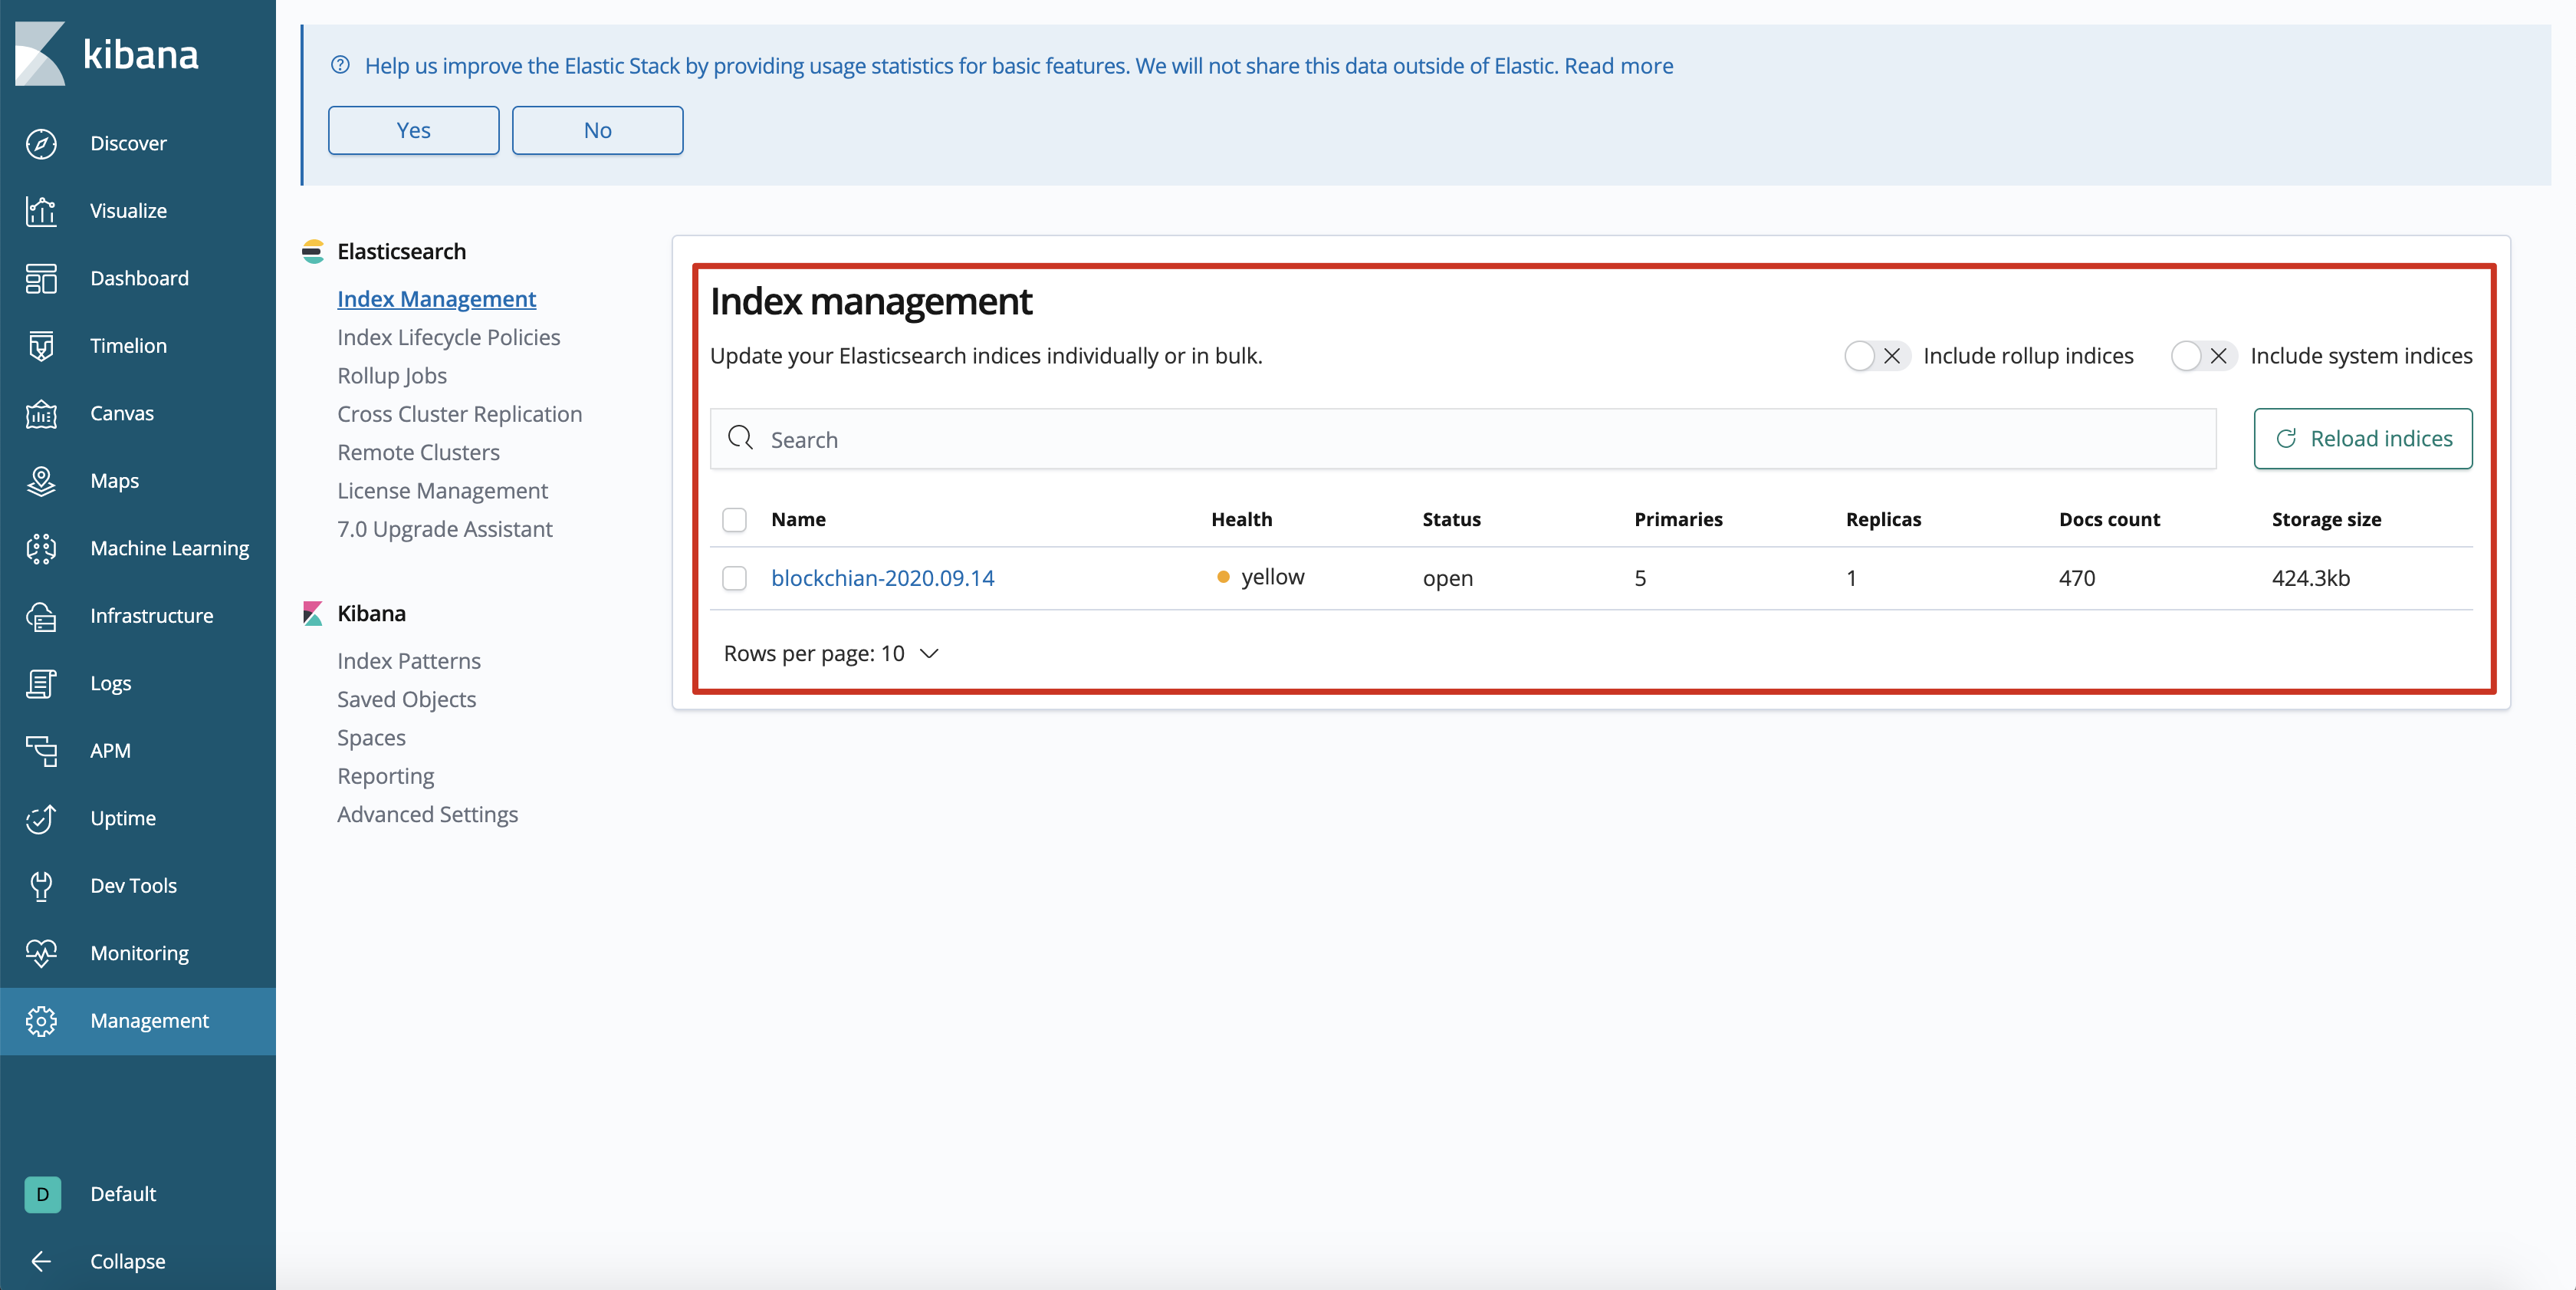 kibana
Discover
Visualize
Dashboard
Timelion
Canvas
Maps
Machine Learning
Infrastructure
Logs
APM
Uptime
Dev Tools
Monitoring
Management
D Default
Collapse
Help us improve the Elastic Stack by providing usage statistics for basic features. We will not share this data outside of Elastic. Read more
Yes No
Elasticsearch
Index Management
Index Lifecycle Policies
Rollup Jobs
Cross Cluster Replication
Remote Clusters
License Management
7.0 Upgrade Assistant
Kibana
Index Patterns
Saved Objects
Spaces
Reporting
Advanced Settings
Index management
Update your Elasticsearch indices individually or in bulk. Include rollup indices Include system indices
Search Reload indices
Name Health Status Primaries Replicas Docs count Storage size
blockchian-2020.09.14 yellow open 5 1 470 424.3kb
Rows per page: 10